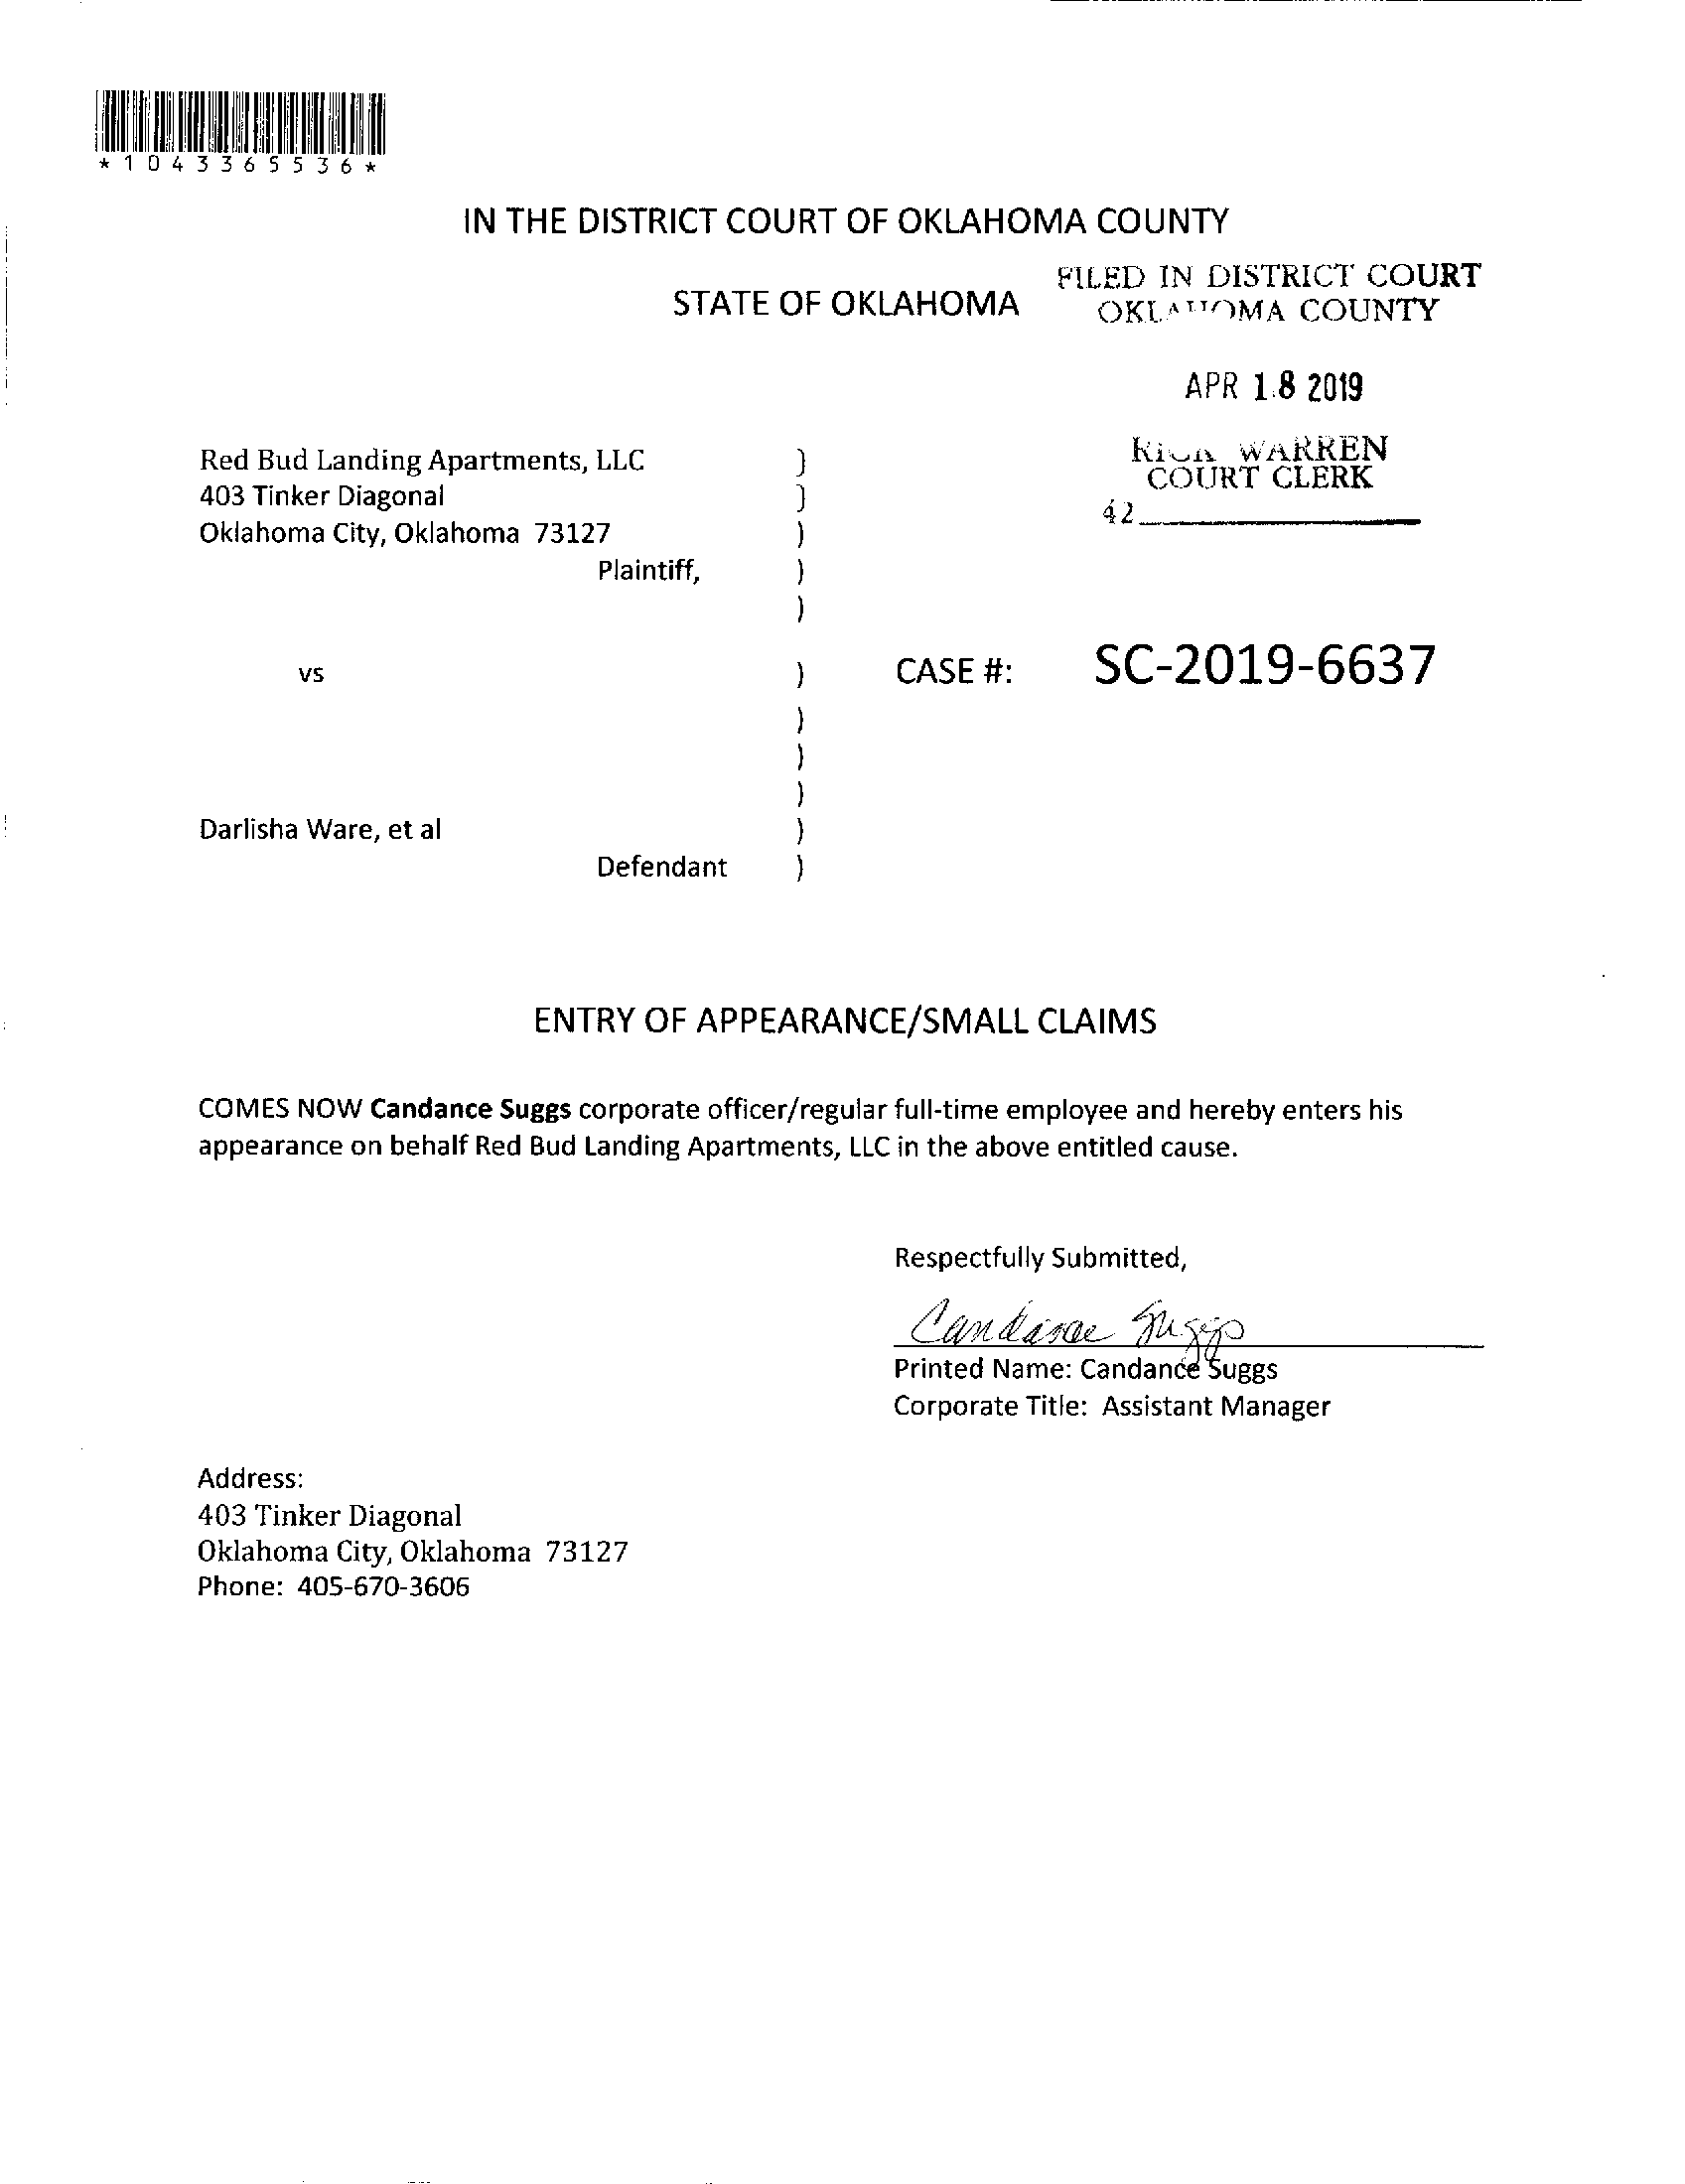 *1043365536*
IN THE DISTRICT COURT OF OKLAHOMA COUNTY
STATE OF OKLAHOMA
FILED IN DISTRICT COURT
OKLAHOMA COUNTY
APR 18 2019
RICK WARREN
COURT CLERK
42
Red Bud Landing Apartments, LLC )
403 Tinker Diagonal )
Oklahoma City, Oklahoma 73127 )
Plaintiff, )
)
vs ) CASE #: SC-2019-6637
)
)
)
Darlisha Ware, et al )
Defendant )
ENTRY OF APPEARANCE/SMALL CLAIMS
COMES NOW Candance Suggs corporate officer/regular full-time employee and hereby enters his
appearance on behalf Red Bud Landing Apartments, LLC in the above entitled cause.
Respectfully Submitted,
Candance Suggs
Printed Name: Candance Suggs
Corporate Title: Assistant Manager
Address:
403 Tinker Diagonal
Oklahoma City, Oklahoma 73127
Phone: 405-670-3606